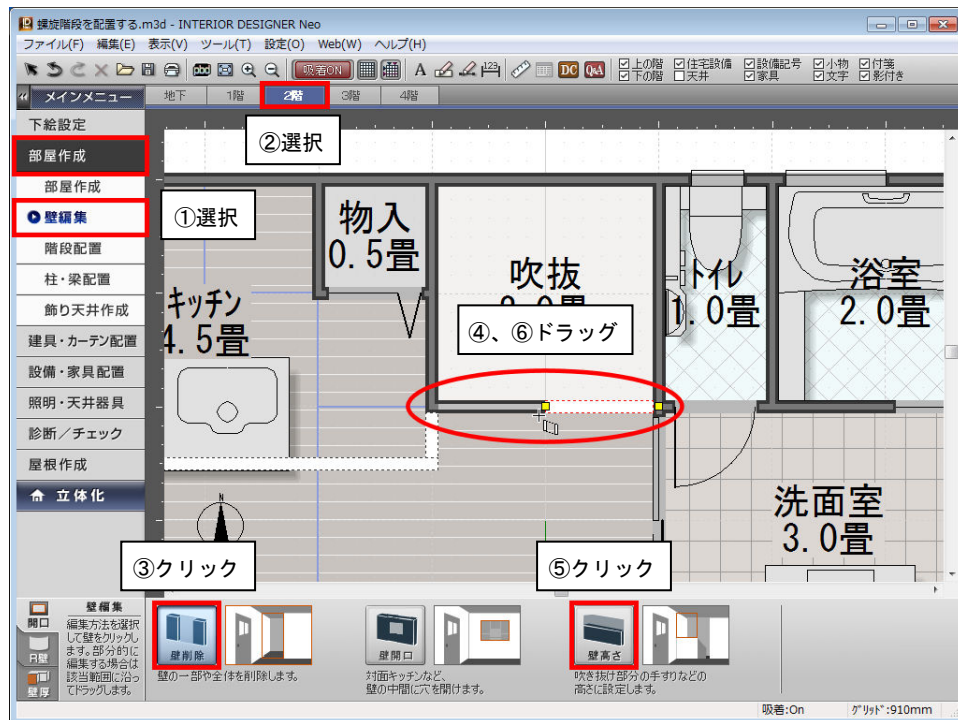 螺旋階段を配置する.m3d - INTERIOR DESIGNER Neo
ファイル(F) 編集(E) 表示(V) ツール(T) 設定(O) Web(W) ヘルプ(H)
吸着ON A 123 DC Q&A
上の階 住宅設備 設備記号 小物 付箋
下の階 天井 家具 文字 影付き
メインメニュー 地下 1階 2階 3階 4階
下絵設定
②選択
部屋作成
部屋作成
壁編集
①選択
階段配置
柱・梁配置
飾り天井作成
建具・カーテン配置
設備・家具配置
照明・天井器具
診断/チェック
屋根作成
立体化
物入
0.5畳
吹抜
キッチン
4.5畳
④、⑥ドラッグ
トイレ
1.0畳
浴室
2.0畳
洗面室
3.0畳
N
③クリック
⑤クリック
開口
R壁
壁厚
壁編集
編集方法を選択
して壁をクリックし
ます。部分的に
編集する場合は
該当範囲に沿っ
てドラッグします。
壁削除
壁の一部や全体を削除します。
壁開口
対面キッチンなど、
壁の中間に穴を開けます。
壁高さ
吹き抜け部分の手すりなどの
高さに設定します。
吸着:On ｸﾞﾘｯﾄﾞ:910mm